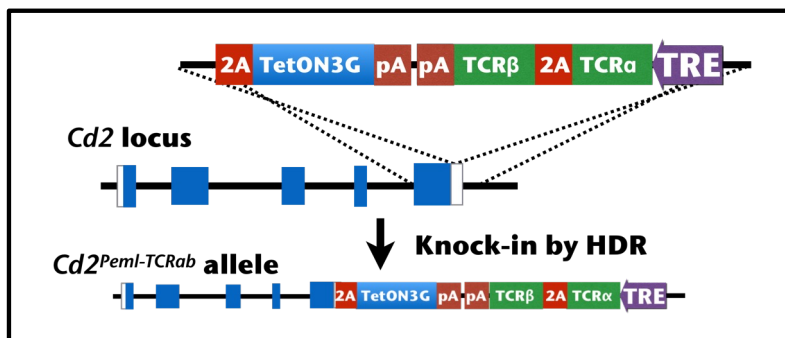 2A TetON3G pA pA TCRβ 2A TCRα TRE
Cd2 locus
Knock-in by HDR
Cd2Peml-TCRab allele
2A TetON3G pA pA TCRβ 2A TCRα TRE